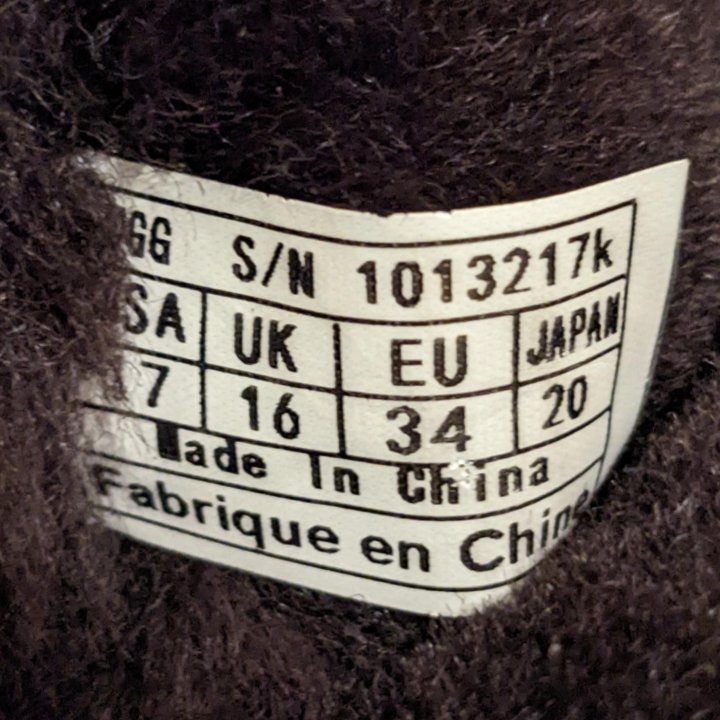 GG S/N 1013217k
SA UK EU JAPAN
7 16 34 20
Made In China
Fabrique en Chine